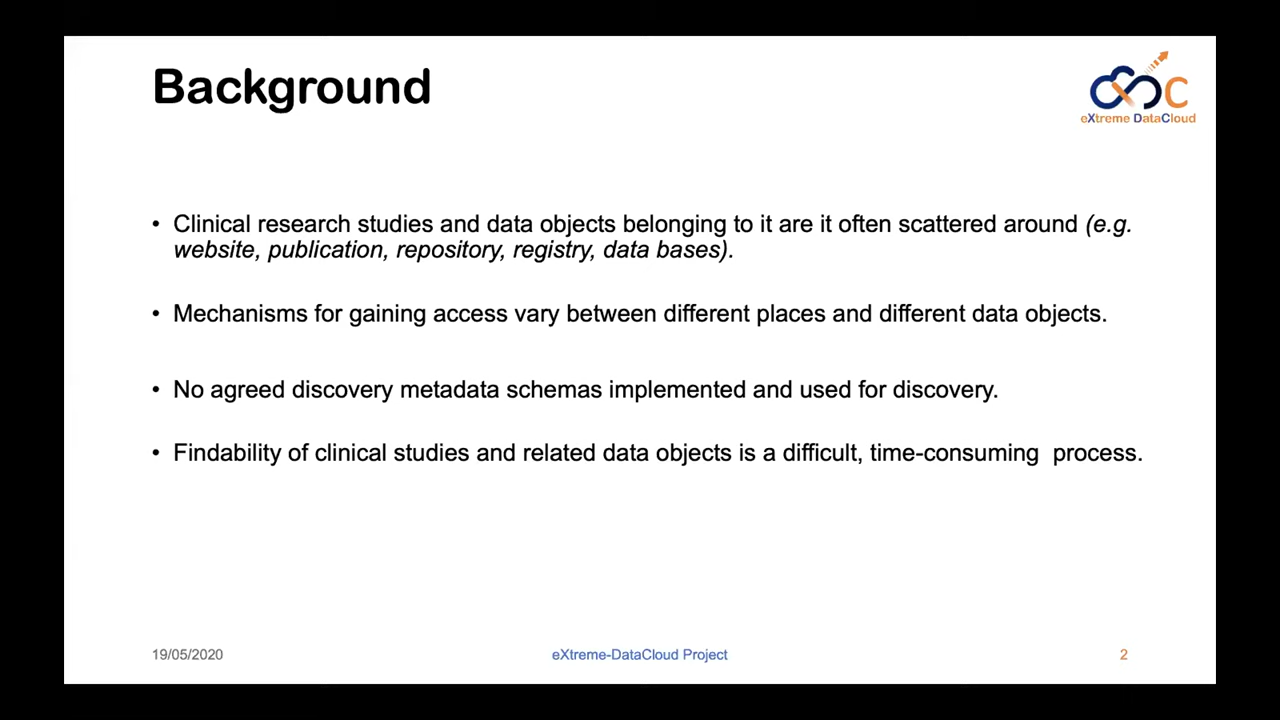 Background
eXtreme DataCloud
• Clinical research studies and data objects belonging to it are it often scattered around (e.g.
website, publication, repository, registry, data bases).
• Mechanisms for gaining access vary between different places and different data objects.
• No agreed discovery metadata schemas implemented and used for discovery.
• Findability of clinical studies and related data objects is a difficult, time-consuming  process.
19/05/2020
eXtreme-DataCloud Project
2